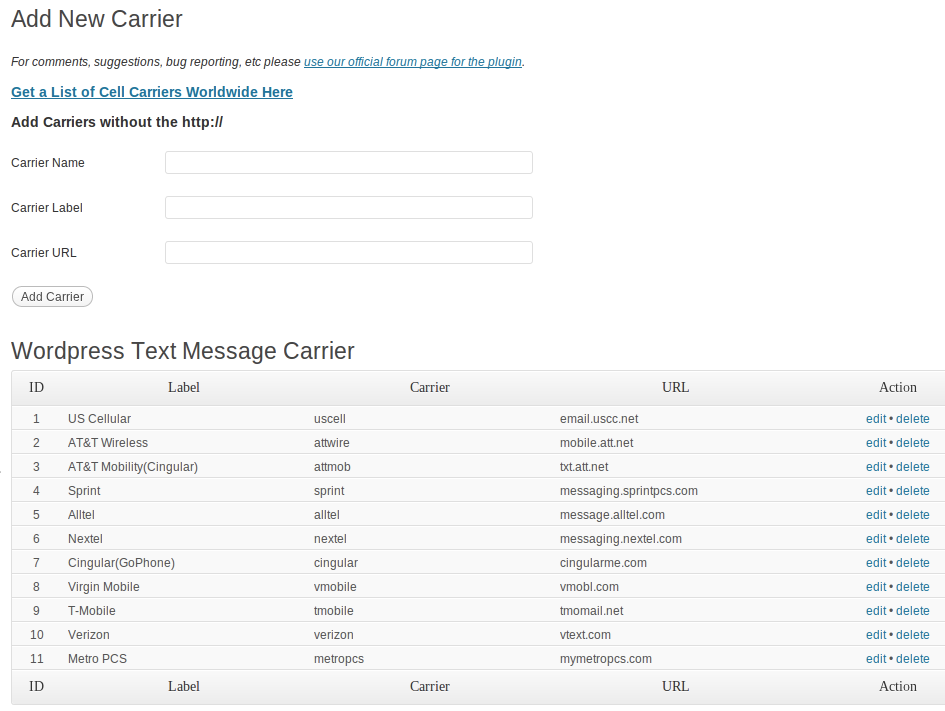 Add New Carrier
For comments, suggestions, bug reporting, etc please use our official forum page for the plugin.
Get a List of Cell Carriers Worldwide Here
Add Carriers without the http://
Carrier Name
Carrier Label
Carrier URL
Add Carrier
Wordpress Text Message Carrier
ID Label Carrier URL Action
1 US Cellular uscell email.uscc.net edit • delete
2 AT&T Wireless attwire mobile.att.net edit • delete
3 AT&T Mobility(Cingular) attmob txt.att.net edit • delete
4 Sprint sprint messaging.sprintpcs.com edit • delete
5 Alltel alltel message.alltel.com edit • delete
6 Nextel nextel messaging.nextel.com edit • delete
7 Cingular(GoPhone) cingular cingularme.com edit • delete
8 Virgin Mobile vmobile vmobl.com edit • delete
9 T-Mobile tmobile tmomail.net edit • delete
10 Verizon verizon vtext.com edit • delete
11 Metro PCS metropcs mymetropcs.com edit • delete
ID Label Carrier URL Action